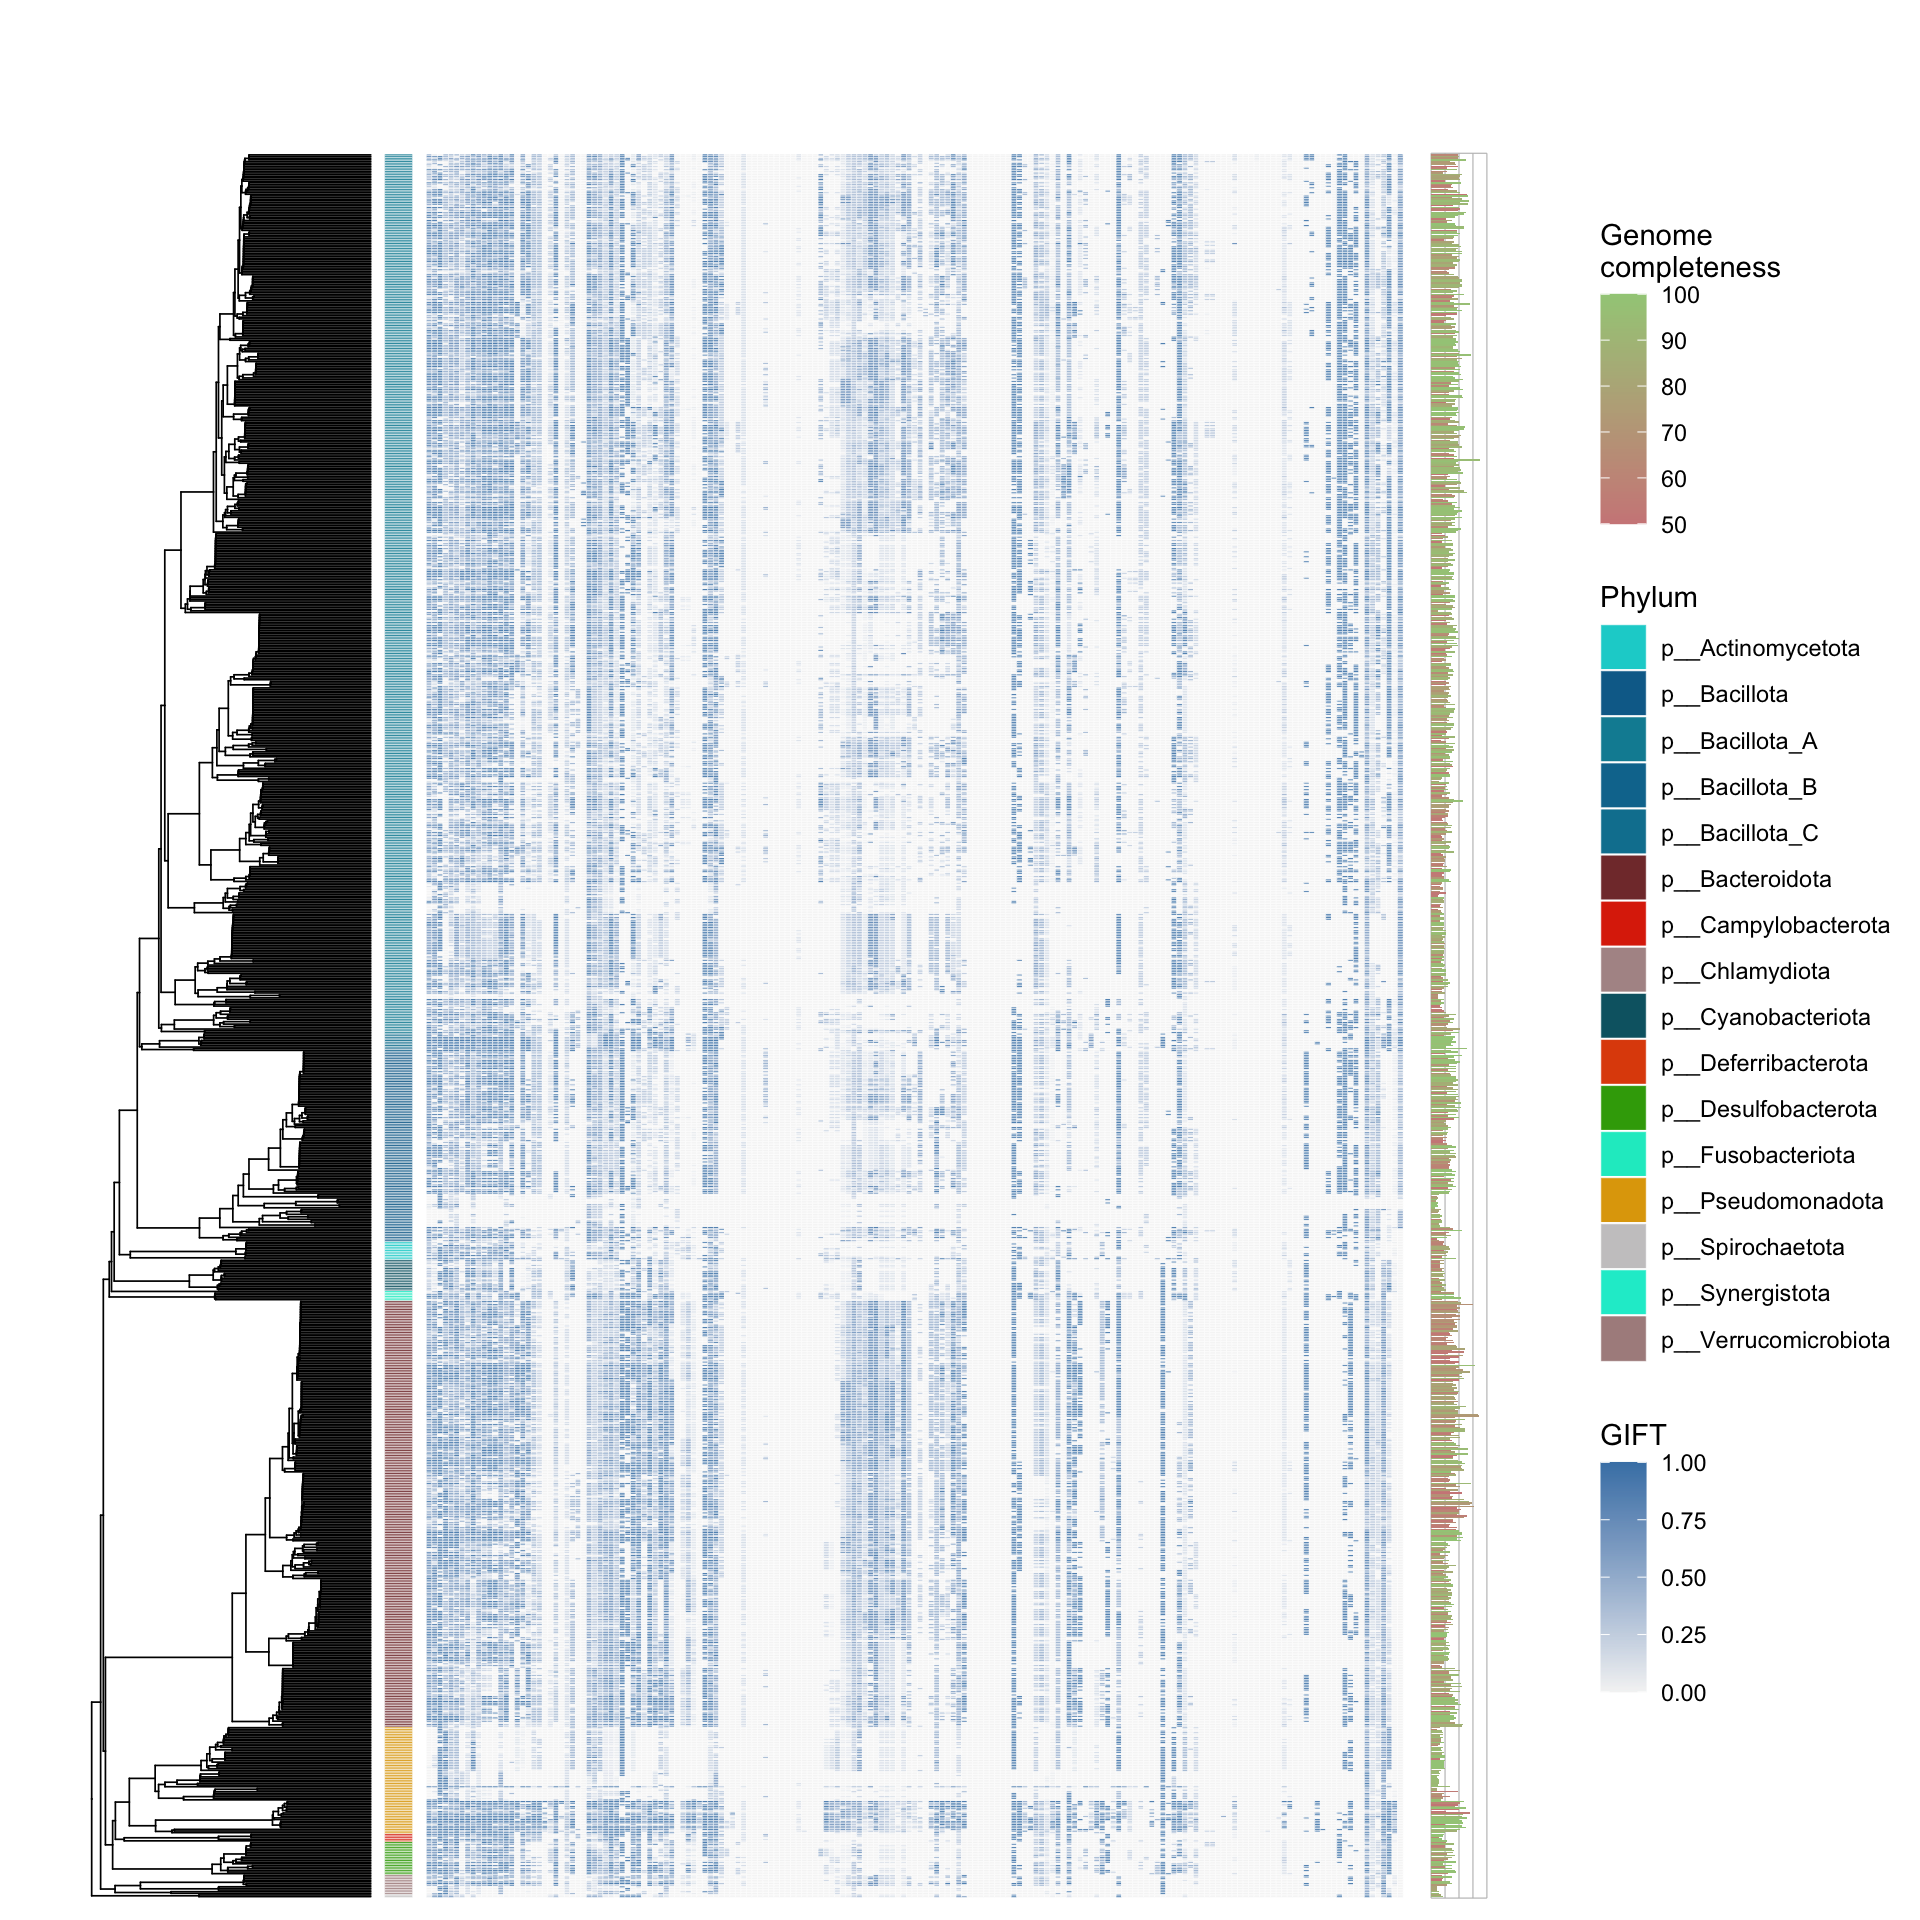 Genome
completeness
100
90
80
70
60
50
Phylum
p__Actinomycetota
p__Bacillota
p__Bacillota_A
p__Bacillota_B
p__Bacillota_C
p__Bacteroidota
p__Campylobacterota
p__Chlamydiota
p__Cyanobacteriota
p__Deferribacterota
p__Desulfobacterota
p__Fusobacteriota
p__Pseudomonadota
p__Spirochaetota
p__Synergistota
p__Verrucomicrobiota
GIFT
1.00
0.75
0.50
0.25
0.00